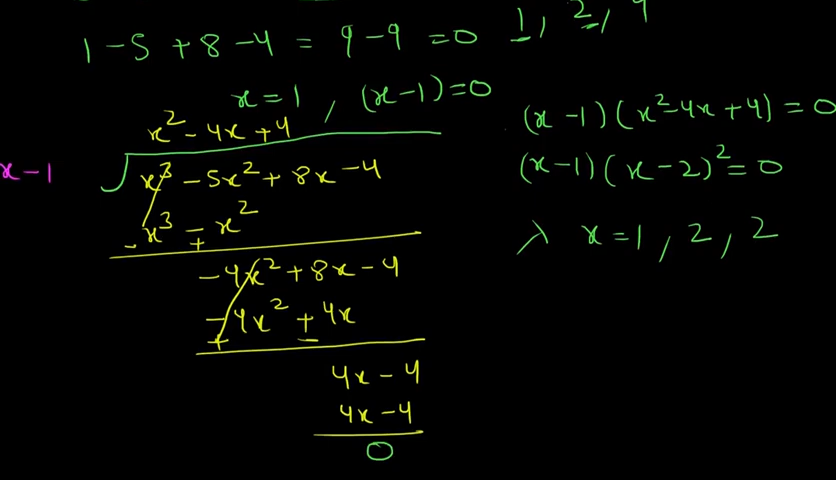 1 - 5 + 8 - 4 = 9 - 9 = 0
1, 2, 4
x = 1, (x - 1) = 0
x² - 4x + 4
x - 1
x³ - 5x² + 8x - 4
x³ - x²
- +
-4x² + 8x - 4
-4x² + 4x
+ -
4x - 4
4x - 4
0
(x - 1)(x² - 4x + 4) = 0
(x - 1)(x - 2)² = 0
λ x = 1, 2, 2